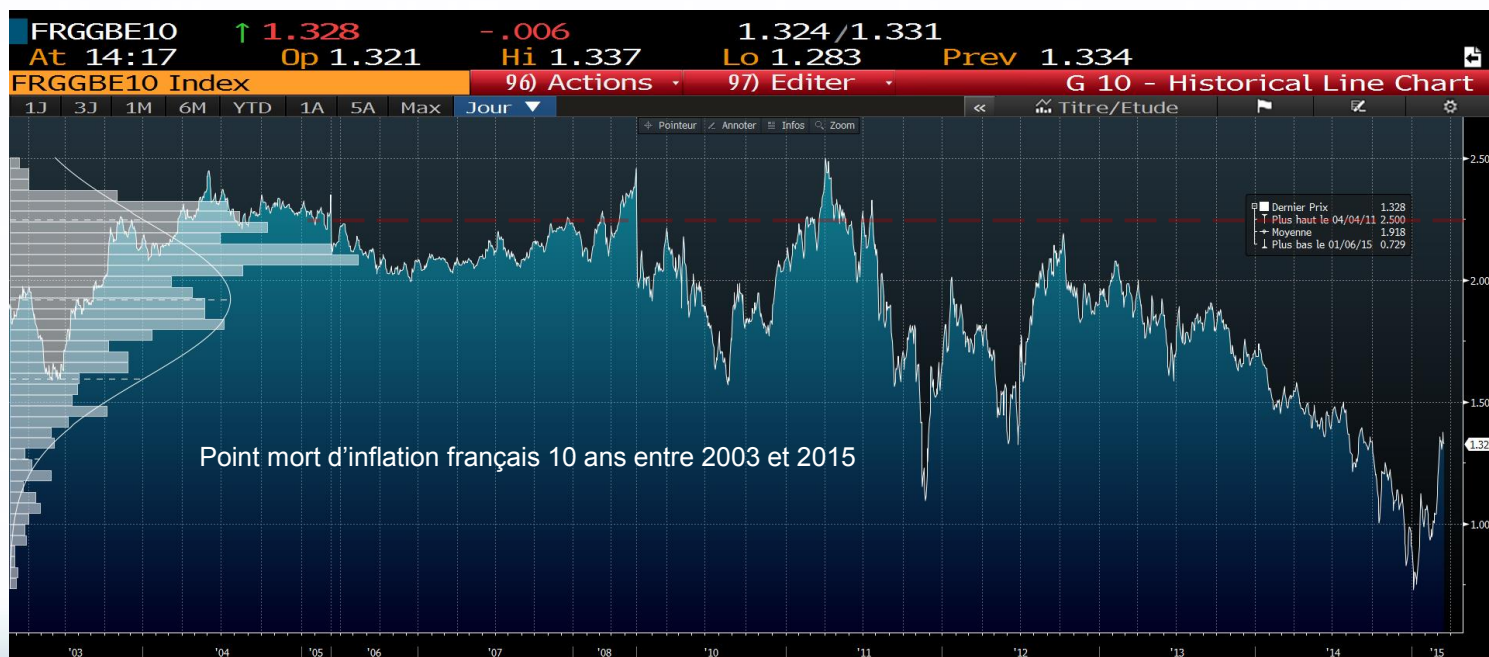 FRGGBE10 ↑ 1.328 -.006 1.324/1.331
At 14:17 Op 1.321 Hi 1.337 Lo 1.283 Prev 1.334
FRGGBE10 Index 96) Actions 97) Editer G 10 - Historical Line Chart
1J 3J 1M 6M YTD 1A 5A Max Jour ▼ « Titre/Etude
Pointeur Annoter Infos Zoom
2.50
Dernier Prix 1.328
Plus haut le 04/04/11 2.500
Moyenne 1.918
Plus bas le 01/06/15 0.729
2.00
1.50
1.32
Point mort d’inflation français 10 ans entre 2003 et 2015
1.00
'03 '04 '05 '06 '07 '08 '10 '11 '12 '13 '14 '15